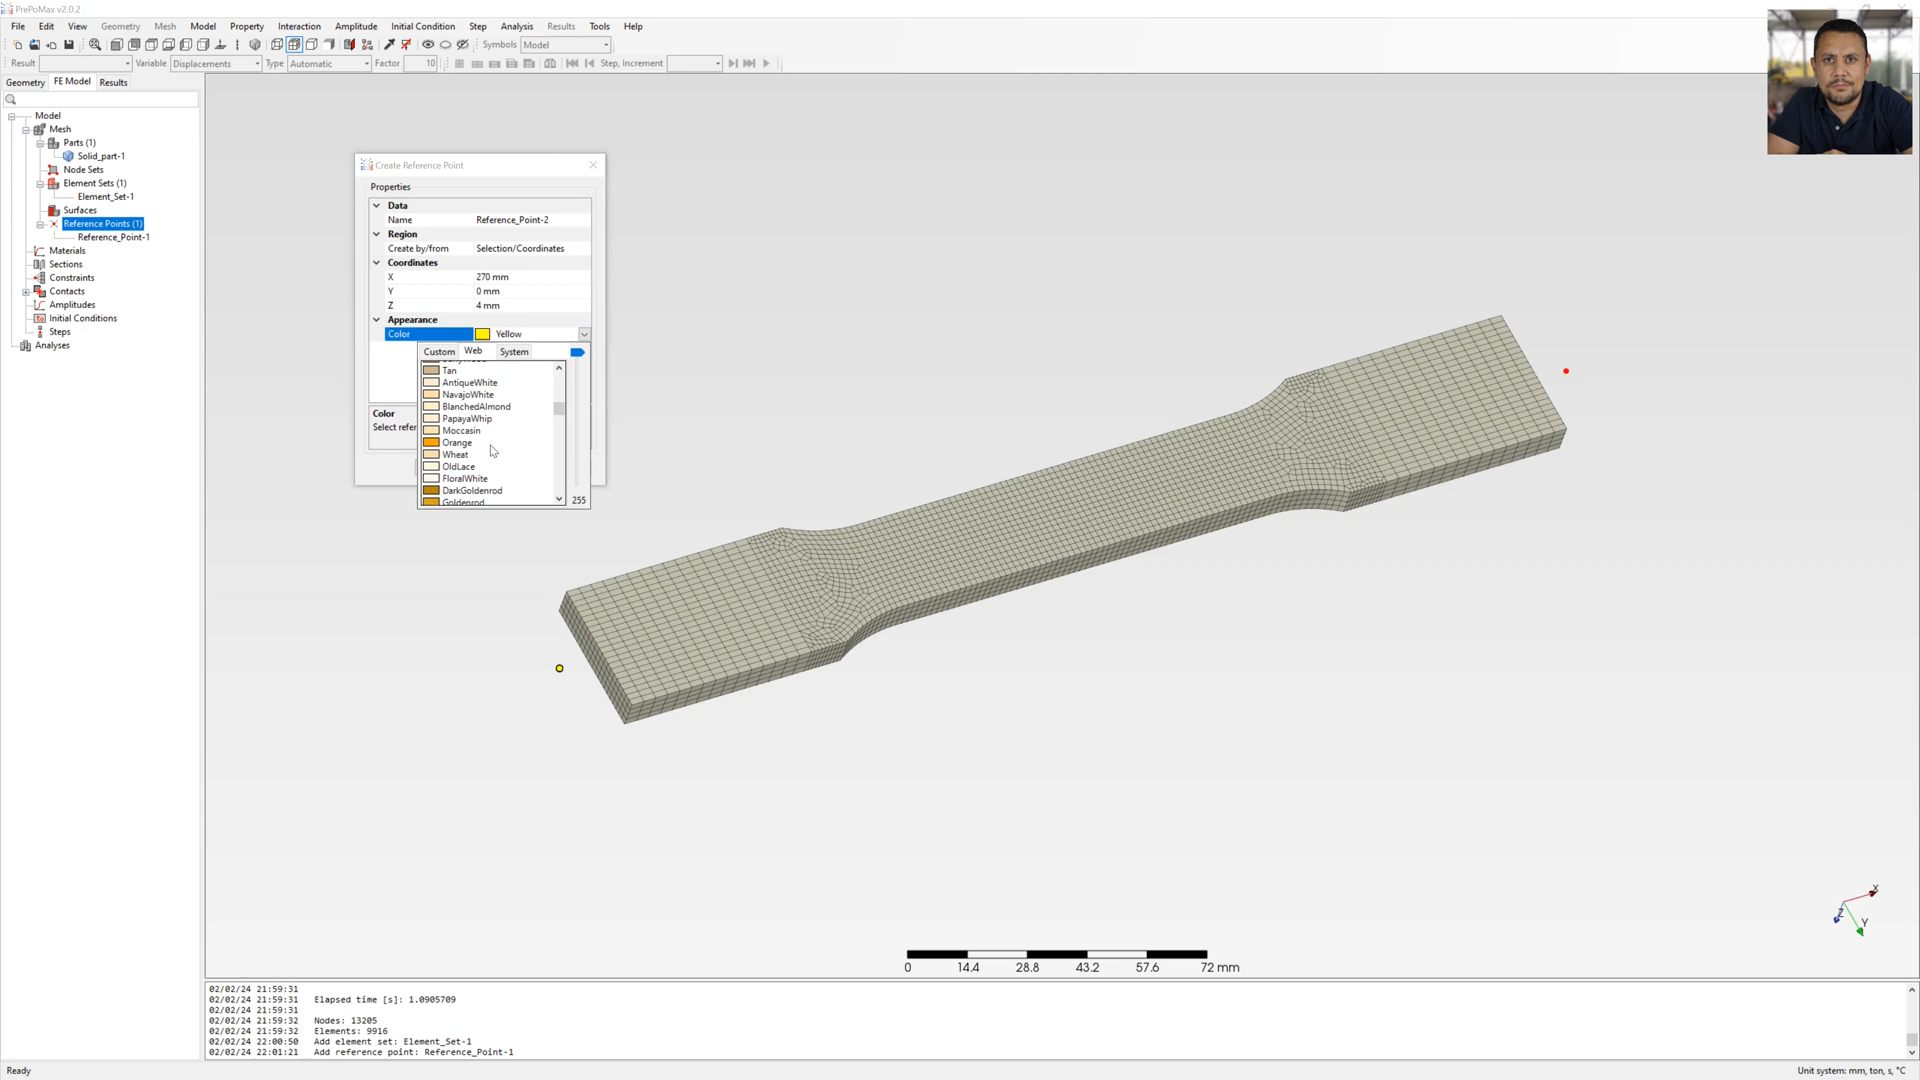 PrePoMax v2.0.2
File Edit View Geometry Mesh Model Property Interaction Amplitude Initial Condition Step Analysis Results Tools Help
Symbols Model
Result Variable Displacements Type Automatic Factor 10 Step, Increment
Geometry FE Model Results
Model
Mesh
Parts (1)
Solid_part-1
Node Sets
Element Sets (1)
Element_Set-1
Surfaces
Reference Points (1)
Reference_Point-1
Materials
Sections
Constraints
Contacts
Amplitudes
Initial Conditions
Steps
Analyses
Create Reference Point
Properties
Data
Name Reference_Point-2
Region
Create by/from Selection/Coordinates
Coordinates
X 270 mm
Y 0 mm
Z 4 mm
Appearance
Color Yellow
Custom Web System
Tan
AntiqueWhite
NavajoWhite
BlanchedAlmond
PapayaWhip
Moccasin
Orange
Wheat
OldLace
FloralWhite
DarkGoldenrod
Goldenrod
255
Color
Select refer
X
Z
Y
0 14.4 28.8 43.2 57.6 72 mm
02/02/24 21:59:31
02/02/24 21:59:31 Elapsed time [s]: 1.0905709
02/02/24 21:59:31
02/02/24 21:59:32 Nodes: 13205
02/02/24 21:59:32 Elements: 9916
02/02/24 22:00:50 Add element set: Element_Set-1
02/02/24 22:01:21 Add reference point: Reference_Point-1
Ready
Unit system: mm, ton, s, °C